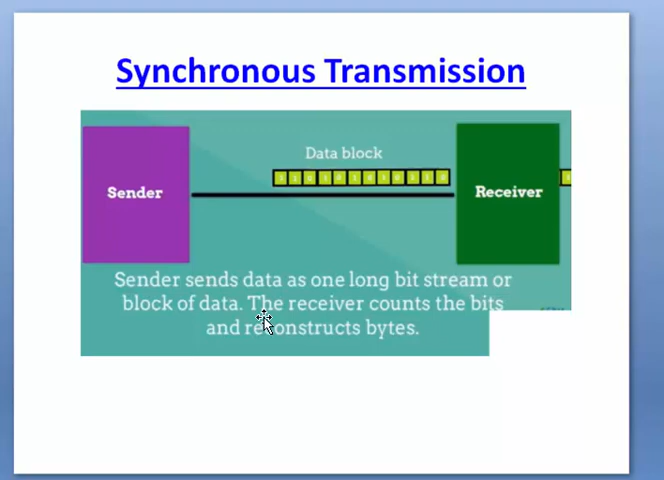 Synchronous Transmission
Data block
Sender
Receiver
Sender sends data as one long bit stream or
block of data. The receiver counts the bits
and reconstructs bytes.